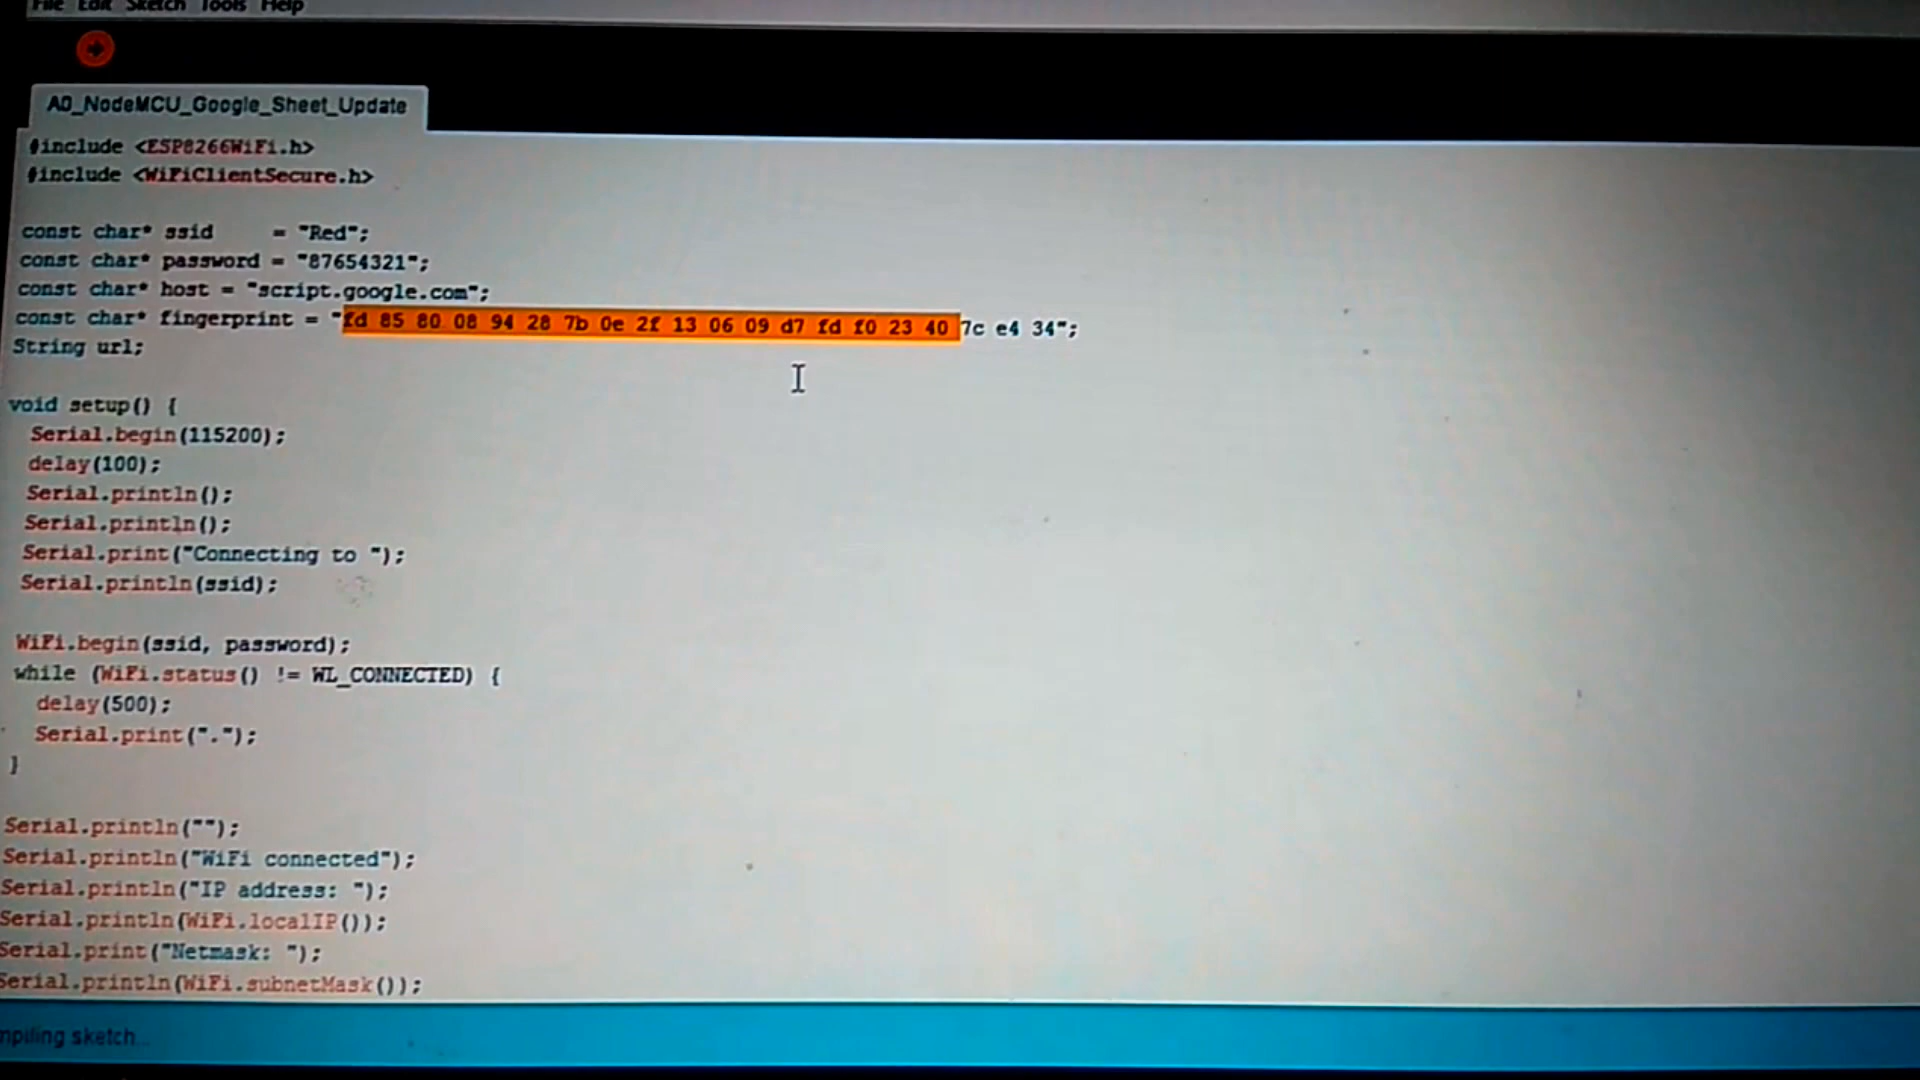 File Edit Sketch Tools Help
A0_NodeMCU_Google_Sheet_Update
#include <ESP8266WiFi.h>
#include <WiFiClientSecure.h>
const char* ssid     = "Red";
const char* password = "87654321";
const char* host = "script.google.com";
const char* fingerprint = "fd 85 80 08 94 28 7b 0e 2f 13 06 09 d7 fd f0 23 40 7c e4 34";
String url;
void setup() {
Serial.begin(115200);
delay(100);
Serial.println();
Serial.println();
Serial.print("Connecting to ");
Serial.println(ssid);
WiFi.begin(ssid, password);
while (WiFi.status() != WL_CONNECTED) {
delay(500);
Serial.print(".");
}
Serial.println("");
Serial.println("WiFi connected");
Serial.println("IP address: ");
Serial.println(WiFi.localIP());
Serial.print("Netmask: ");
Serial.println(WiFi.subnetMask());
mpiling sketch...